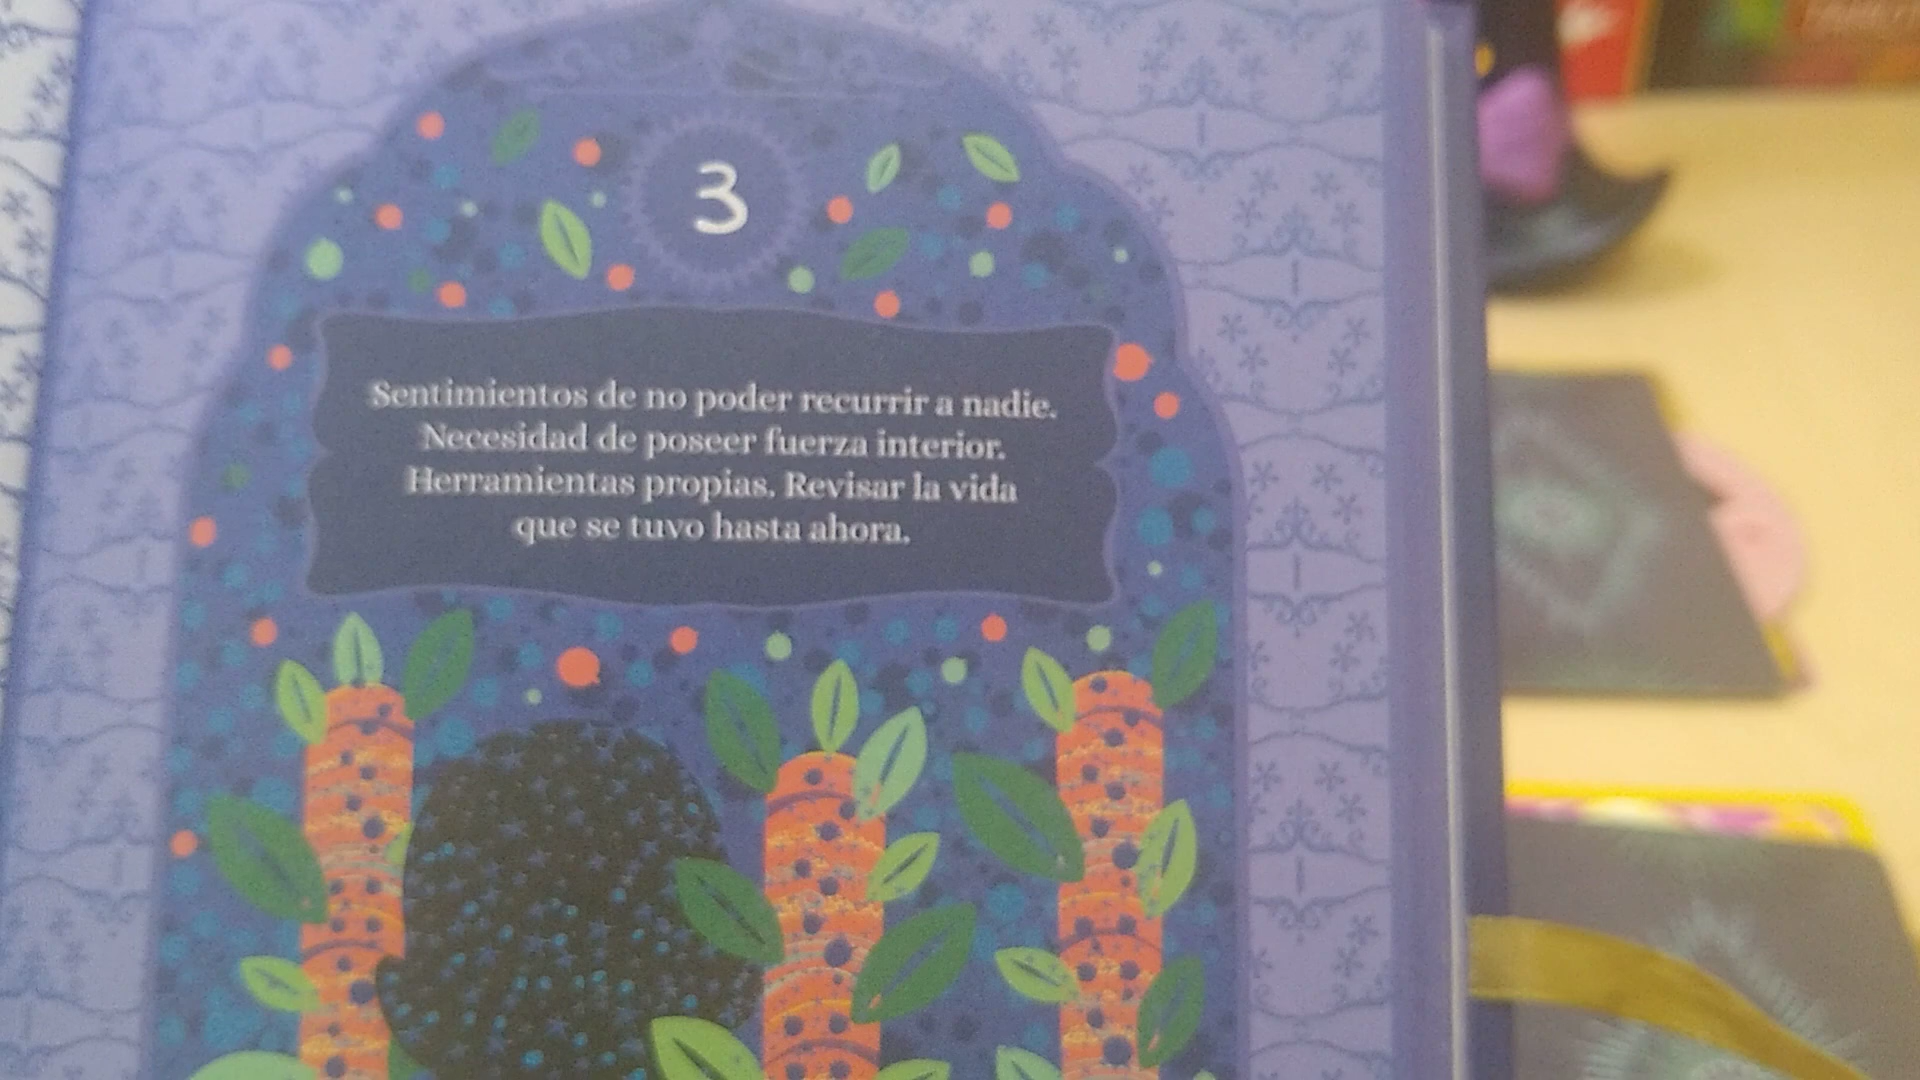 3
Sentimientos de no poder recurrir a nadie.
Necesidad de poseer fuerza interior.
Herramientas propias. Revisar la vida
que se tuvo hasta ahora.